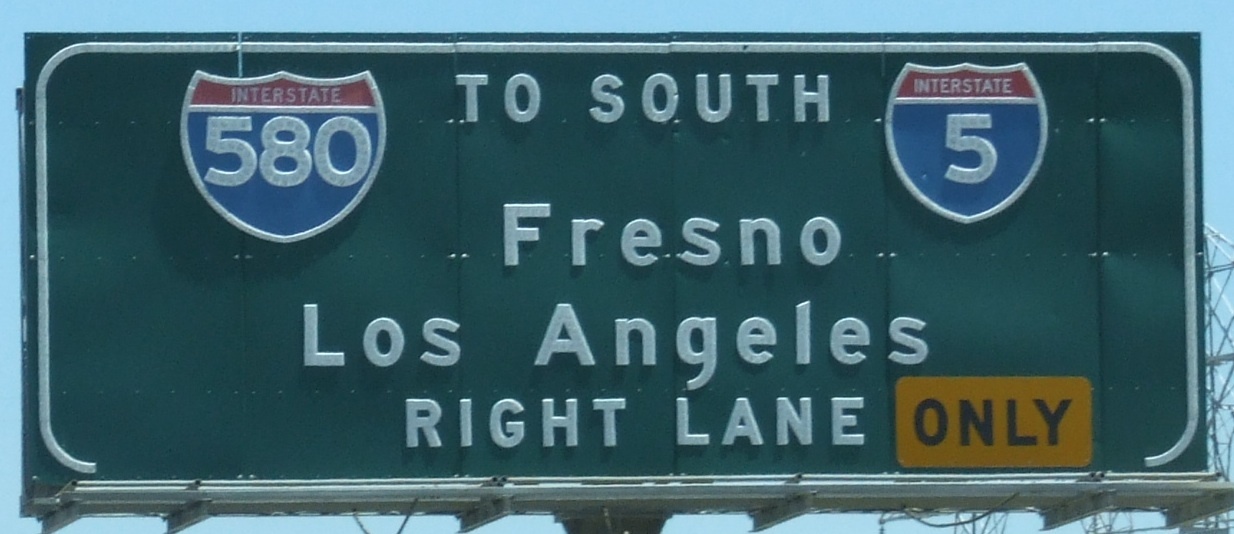 INTERSTATE 580 TO SOUTH INTERSTATE 5
Fresno
Los Angeles
RIGHT LANE ONLY